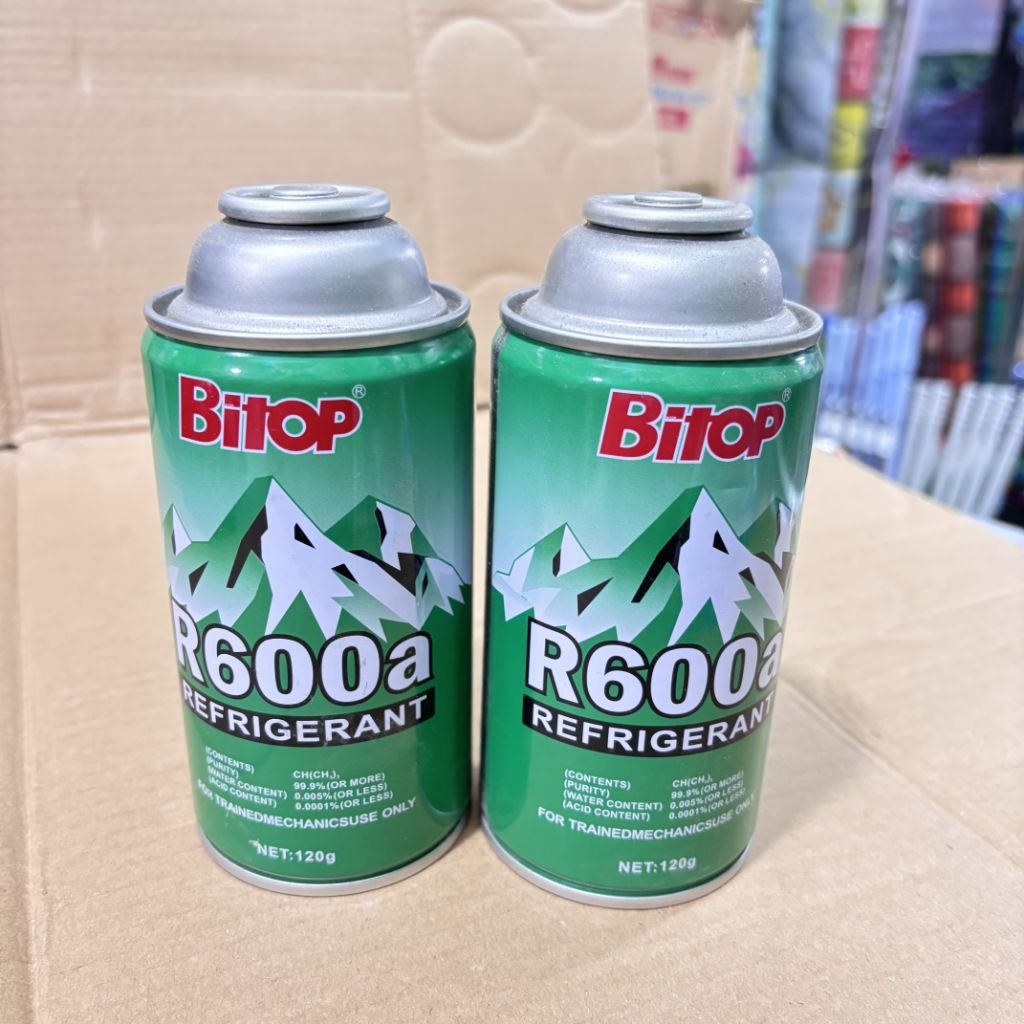 BiTOP®
R600a
REFRIGERANT
(CONTENTS) CH(CH₃)₃
(PURITY) 99.9%(OR MORE)
(WATER CONTENT) 0.005%(OR LESS)
(ACID CONTENT) 0.0001%(OR LESS)
FOR TRAINEDMECHANICSUSE ONLY
NET:120g
BiTOP®
R600a
REFRIGERANT
(CONTENTS) CH(CH₃)₃
(PURITY) 99.9%(OR MORE)
(WATER CONTENT) 0.005%(OR LESS)
(ACID CONTENT) 0.0001%(OR LESS)
FOR TRAINEDMECHANICSUSE ONLY
NET:120g